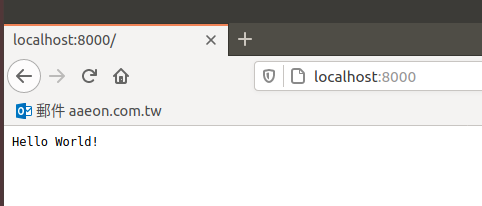 localhost:8000/
localhost:8000
郵件 aaeon.com.tw
Hello World!